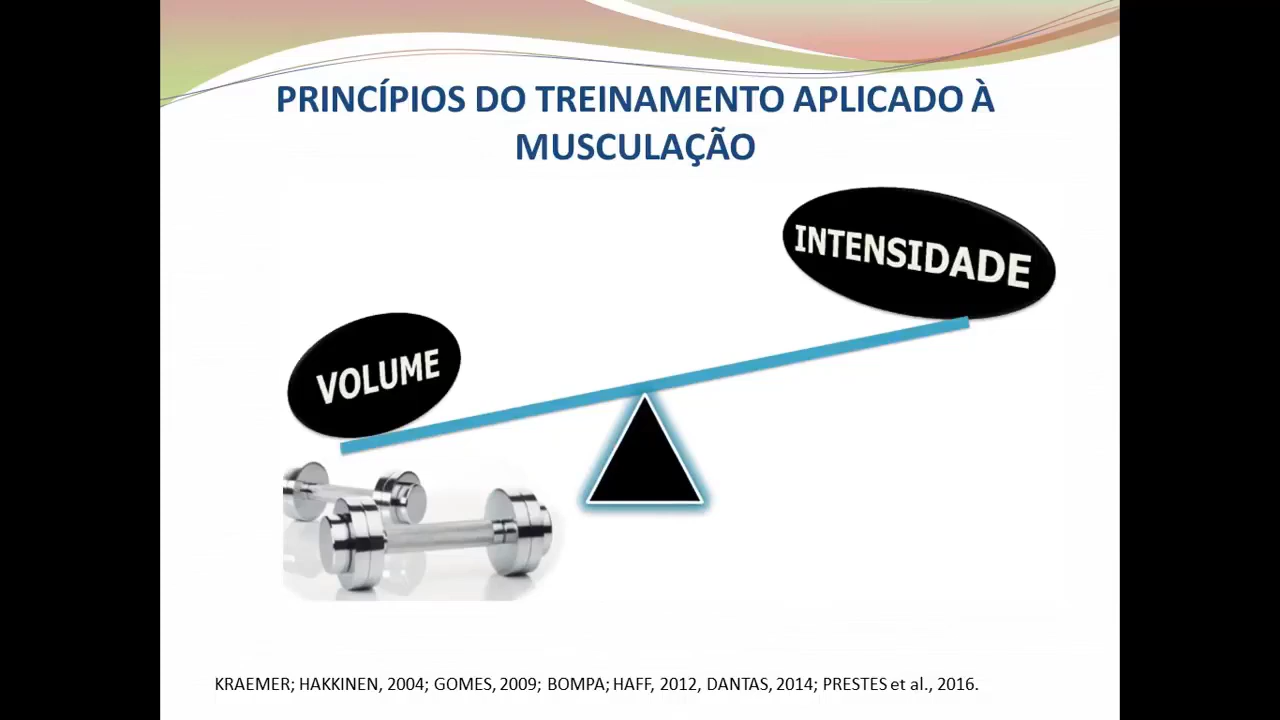 PRINCÍPIOS DO TREINAMENTO APLICADO À
MUSCULAÇÃO
INTENSIDADE
VOLUME
KRAEMER; HAKKINEN, 2004; GOMES, 2009; BOMPA; HAFF, 2012, DANTAS, 2014; PRESTES et al., 2016.